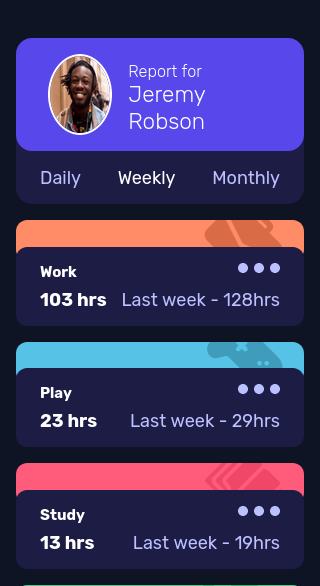 Report for
Jeremy
Robson
Daily Weekly Monthly
Work
103 hrs Last week - 128hrs
Play
23 hrs Last week - 29hrs
Study
13 hrs Last week - 19hrs